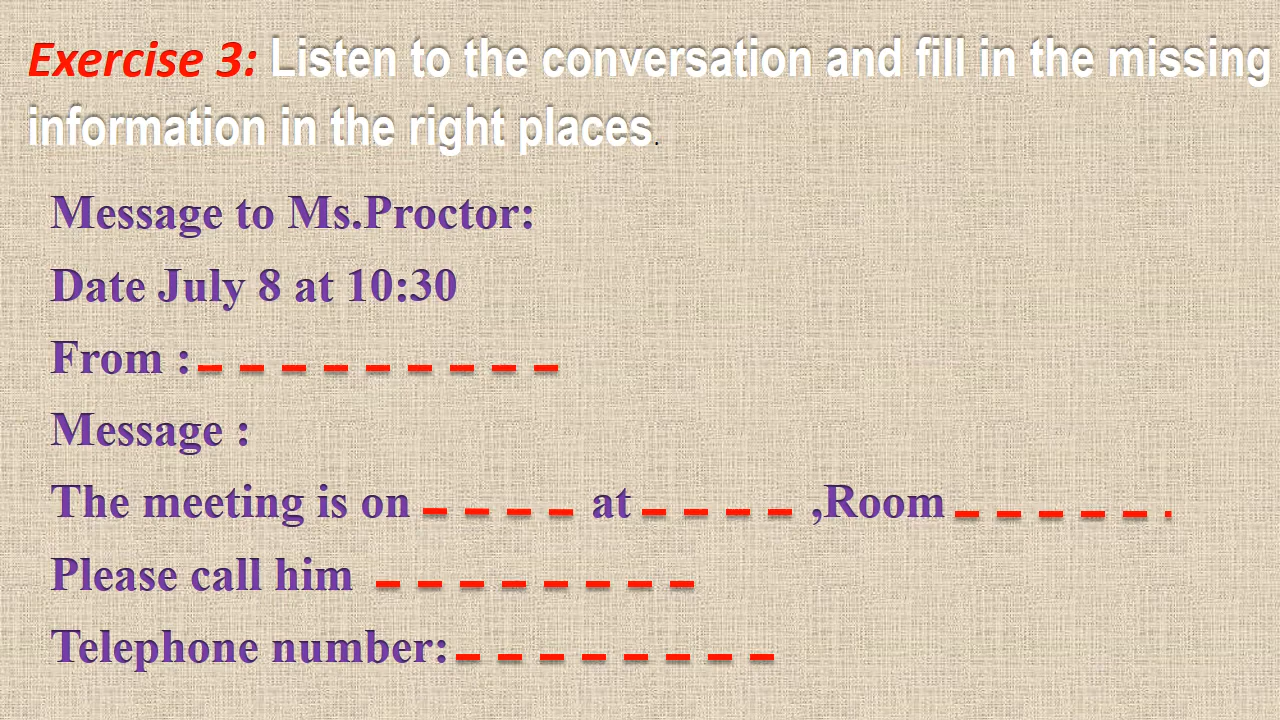 Exercise 3: Listen to the conversation and fill in the missing
information in the right places.
Message to Ms.Proctor:
Date July 8 at 10:30
From : _ _ _ _ _ _ _ _ _
Message :
The meeting is on _ _ _ _ at _ _ _ _ ,Room _ _ _ _ _ .
Please call him _ _ _ _ _ _ _ _
Telephone number: _ _ _ _ _ _ _ _